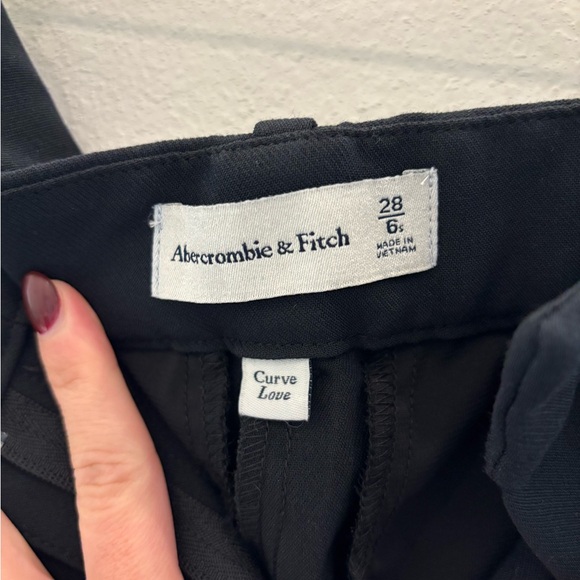 Abercrombie & Fitch
28
6s
MADE IN
VIETNAM
Curve
Love